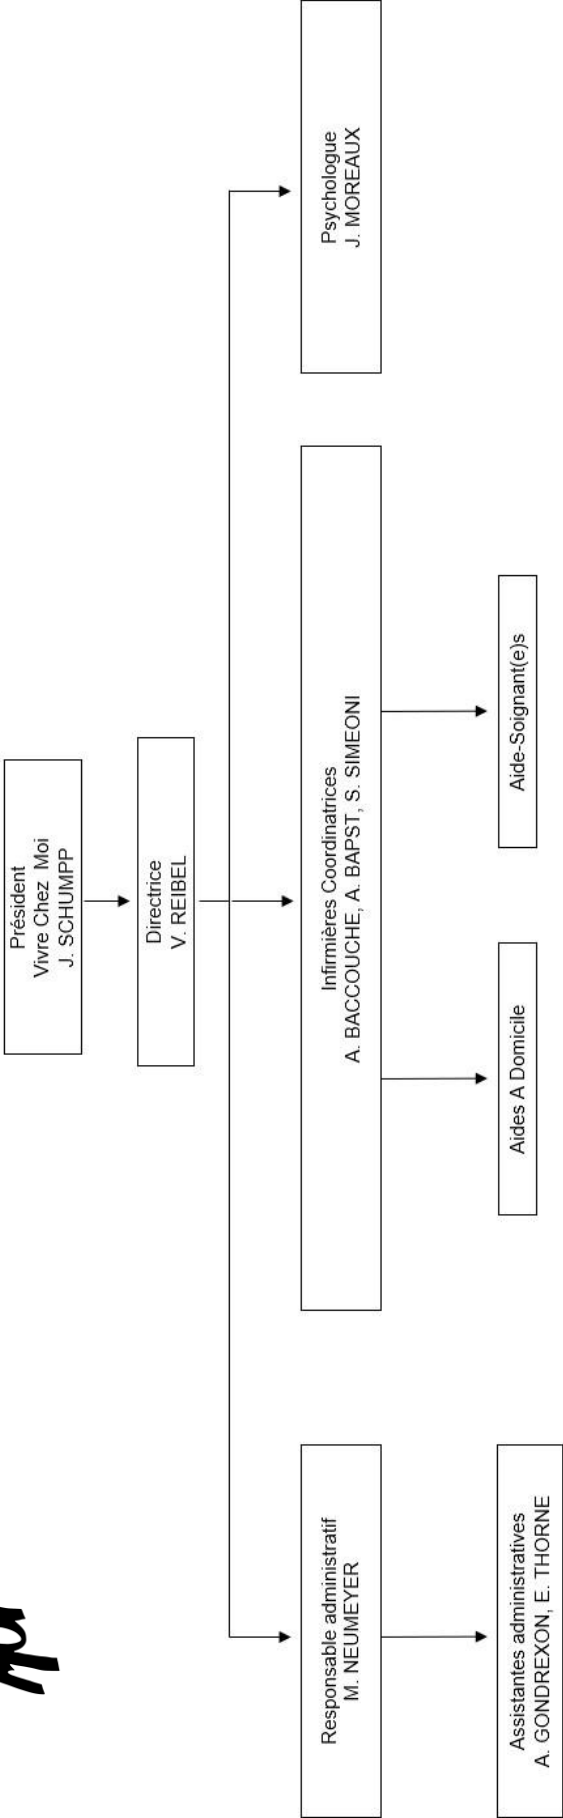 Président
Vivre Chez Moi
J. SCHUMPP
Directrice
V. REIBEL
Responsable administratif
M. NEUMEYER
Infirmières Coordinatrices
A. BACCOUCHE, A. BAPST, S. SIMEONI
Psychologue
J. MOREAUX
Assistantes administratives
A. GONDREXON, E. THORNE
Aides A Domicile
Aide-Soignant(e)s